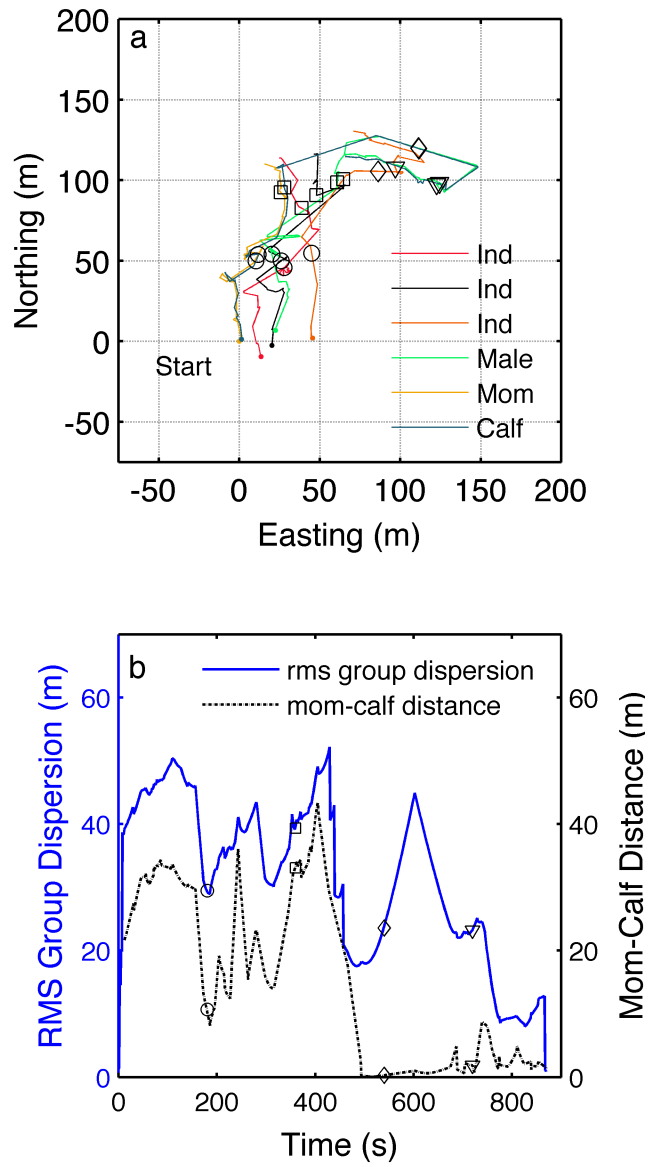 a
200
150
100
50
0
-50
Northing (m)
Start
Ind
Ind
Ind
Male
Mom
Calf
-50 0 50 100 150 200
Easting (m)
b
rms group dispersion
mom-calf distance
60
40
20
0
RMS Group Dispersion (m)
60
40
20
0
Mom-Calf Distance (m)
0 200 400 600 800
Time (s)